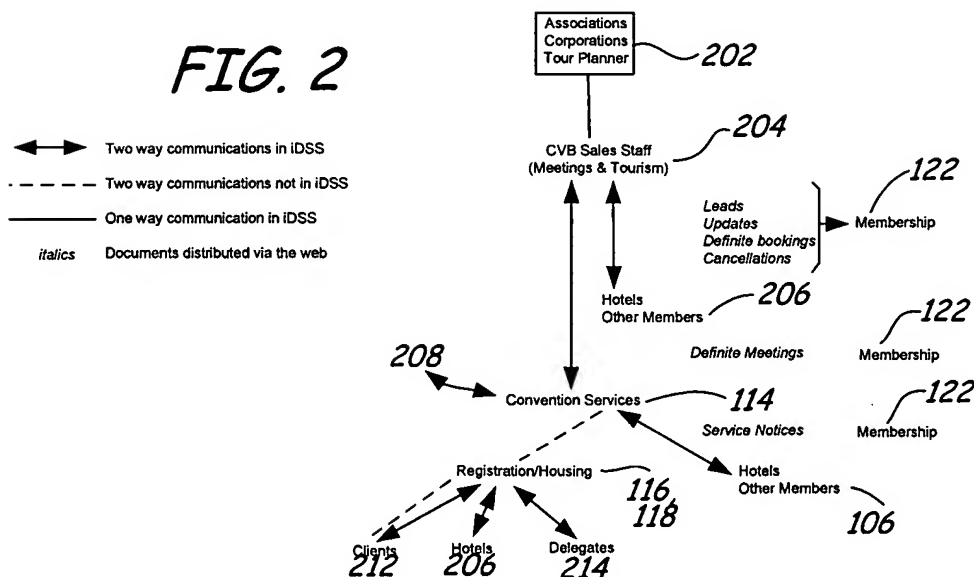 FIG. 2
Associations
Corporations
Tour Planner
202
Two way communications in iDSS
Two way communications not in iDSS
One way communication in iDSS
italics Documents distributed via the web
CVB Sales Staff
(Meetings & Tourism)
204
Leads
Updates
Definite bookings
Cancellations
Membership
122
Hotels
Other Members
206
Definite Meetings
Membership
122
208
Convention Services
114
Service Notices
Membership
122
Registration/Housing
116,
118
Hotels
Other Members
106
Clients
212
Hotels
206
Delegates
214